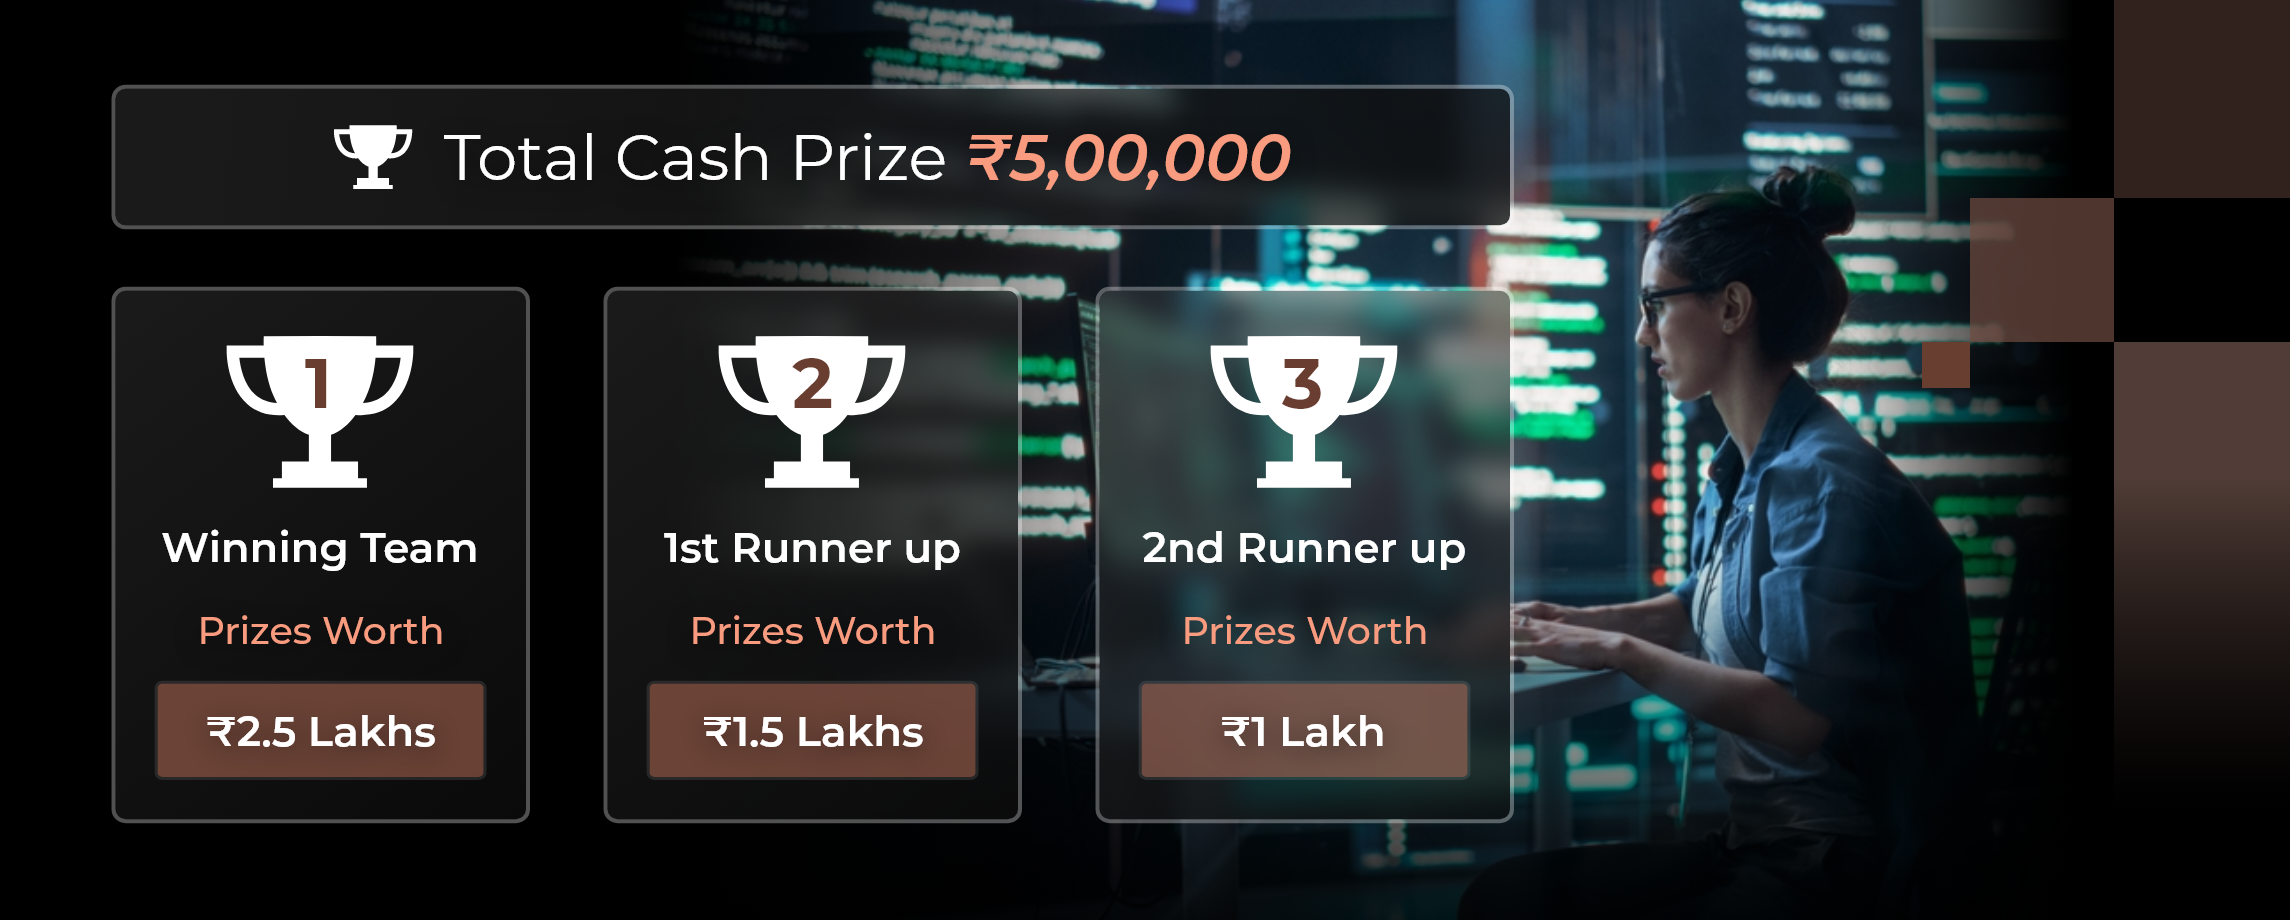 Total Cash Prize ₹5,00,000
1
Winning Team
Prizes Worth
₹2.5 Lakhs
2
1st Runner up
Prizes Worth
₹1.5 Lakhs
3
2nd Runner up
Prizes Worth
₹1 Lakh